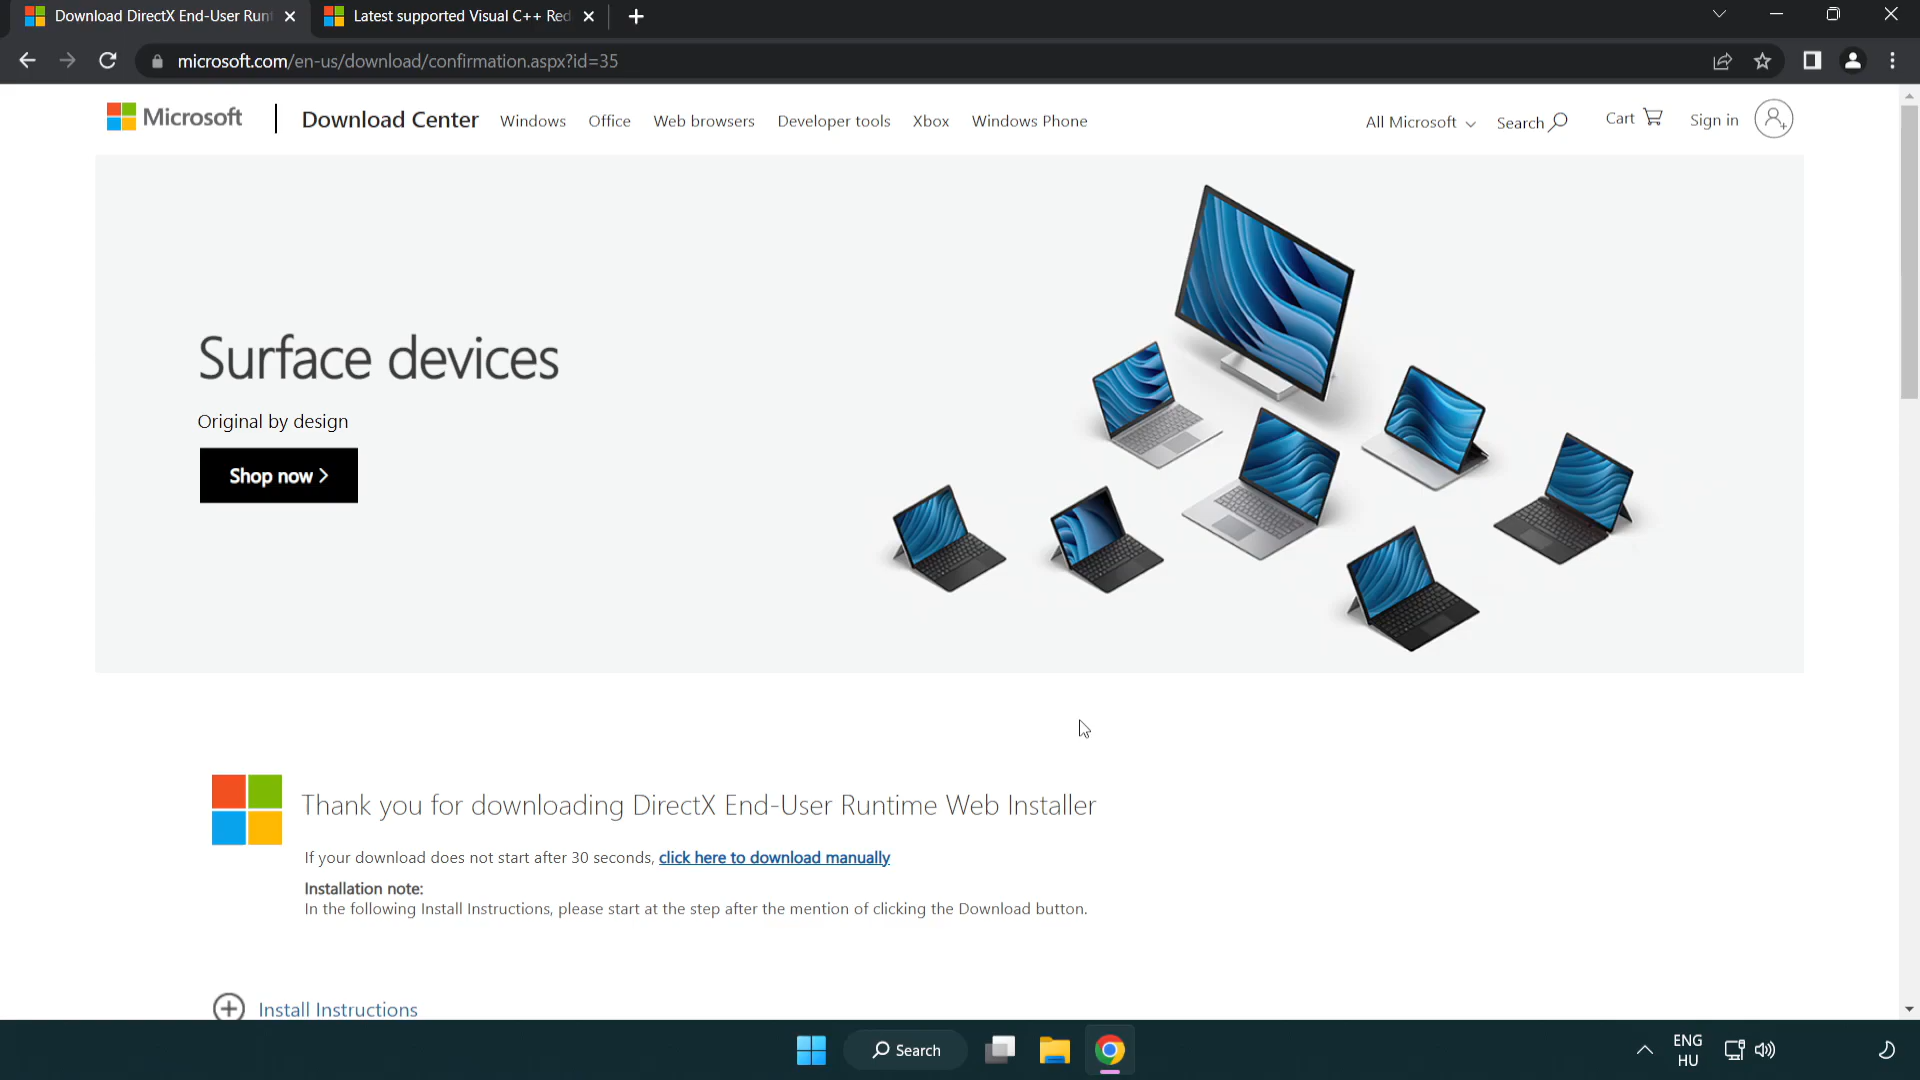 Download DirectX End-User Runt
Latest supported Visual C++ Red
microsoft.com/en-us/download/confirmation.aspx?id=35
Microsoft
Download Center
Windows
Office
Web browsers
Developer tools
Xbox
Windows Phone
All Microsoft
Search
Cart
Sign in
Surface devices
Original by design
Shop now
Thank you for downloading DirectX End-User Runtime Web Installer
If your download does not start after 30 seconds, click here to download manually
Installation note:
In the following Install Instructions, please start at the step after the mention of clicking the Download button.
Install Instructions
Search
ENG
HU